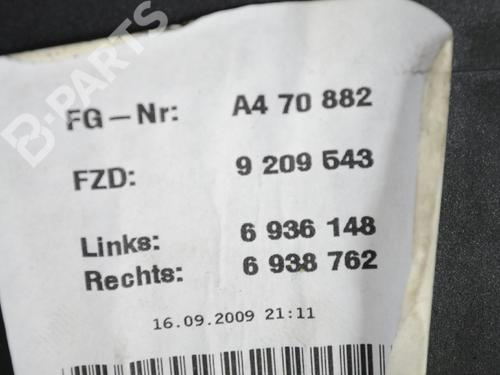 B-PARTS
FG-Nr: A4 70 882
FZD: 9 209 543
Links: 6 936 148
Rechts: 6 938 762
16.09.2009 21:11